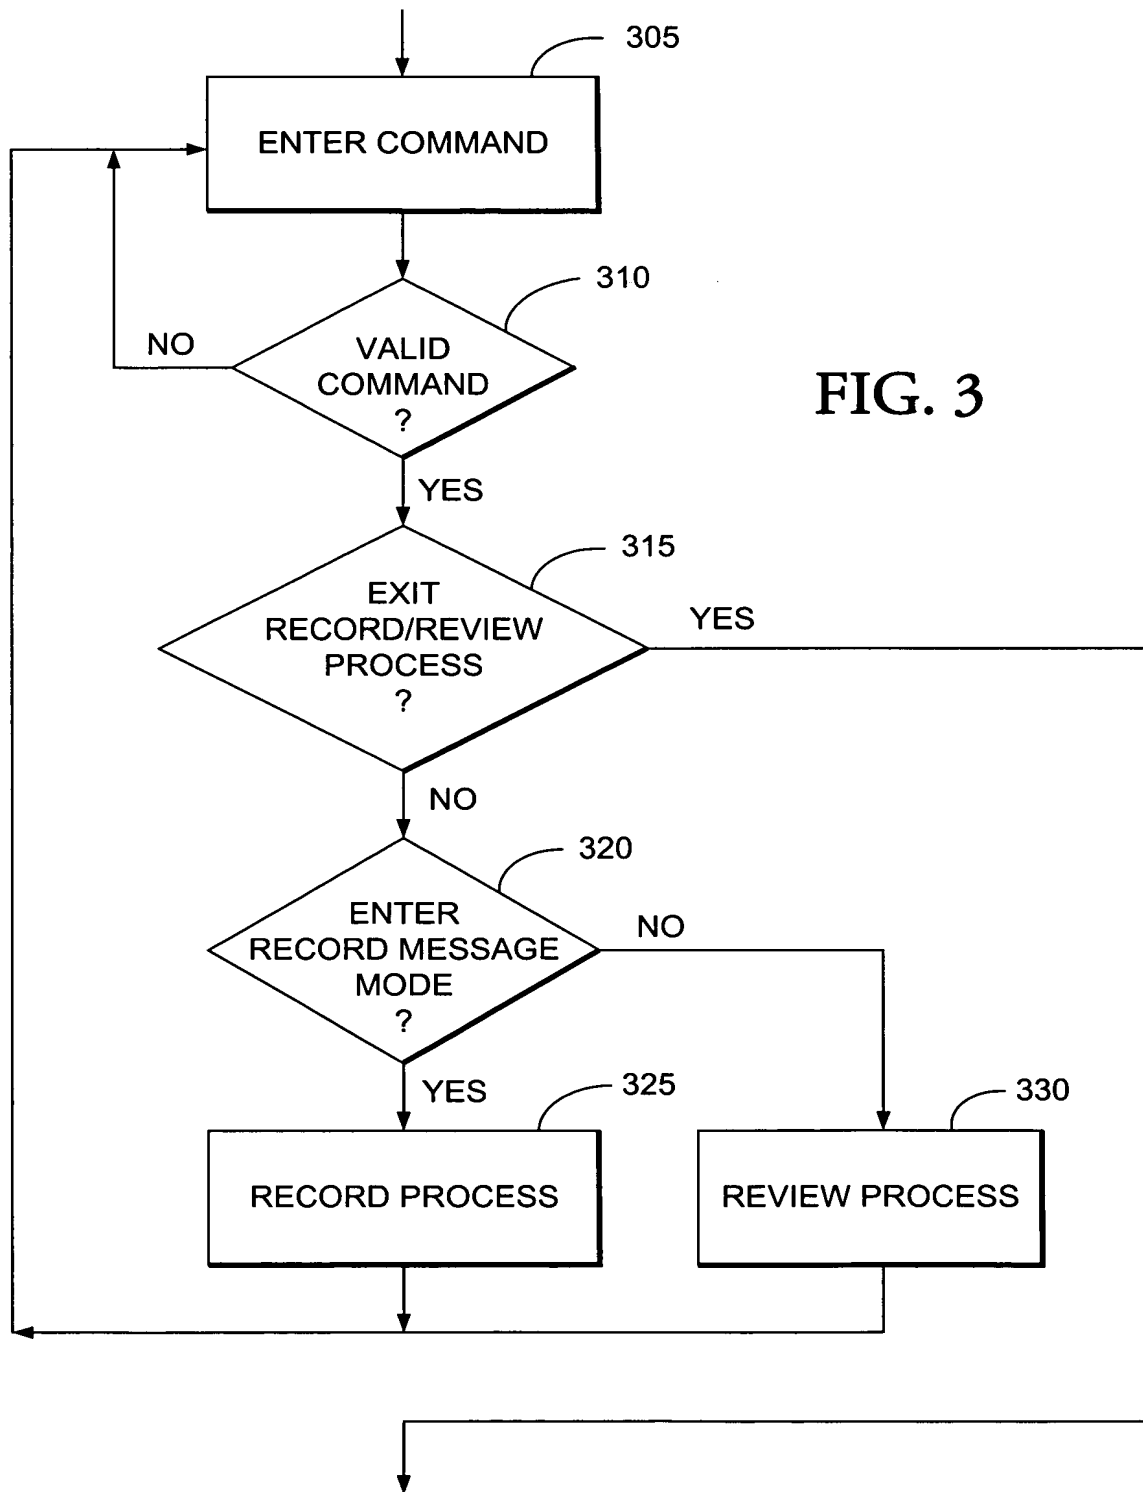 305
ENTER COMMAND
310
NO
VALID
COMMAND
?
FIG. 3
YES
315
EXIT
RECORD/REVIEW
PROCESS
?
YES
NO
320
ENTER
RECORD MESSAGE
MODE
?
NO
YES
325
330
RECORD PROCESS
REVIEW PROCESS